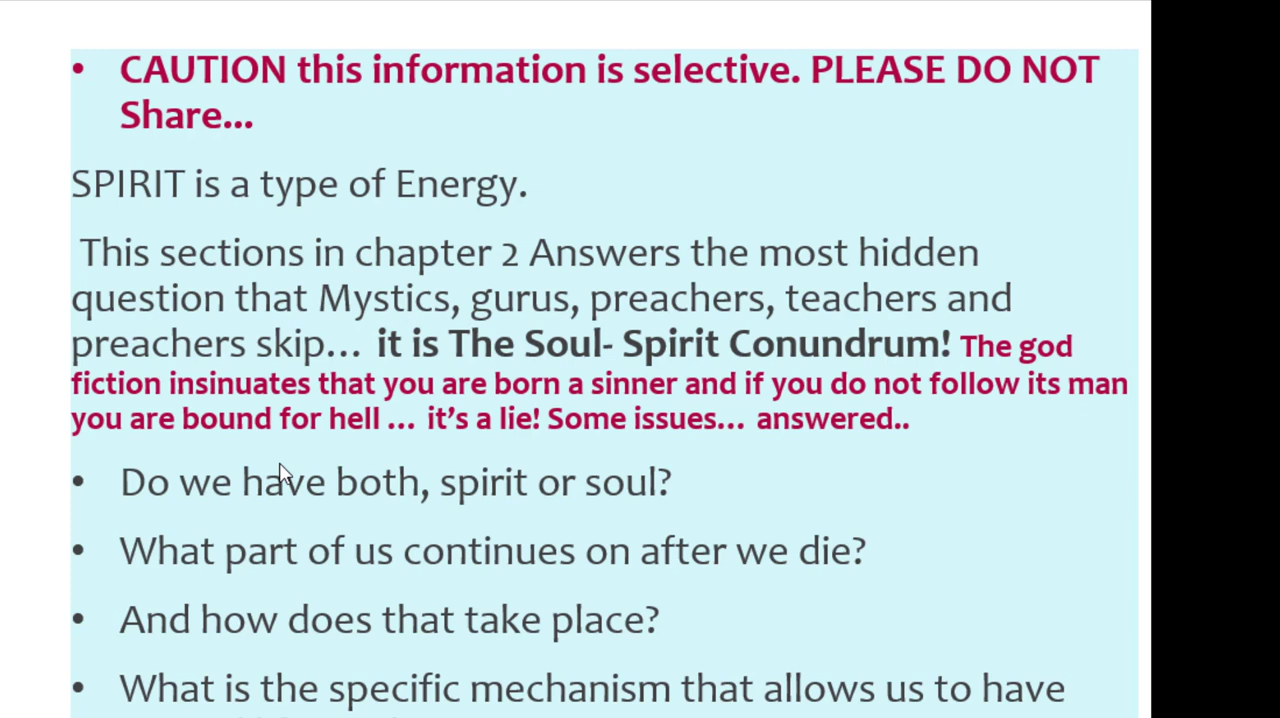 • CAUTION this information is selective. PLEASE DO NOT
Share...
SPIRIT is a type of Energy.
This sections in chapter 2 Answers the most hidden
question that Mystics, gurus, preachers, teachers and
preachers skip... it is The Soul- Spirit Conundrum! The god
fiction insinuates that you are born a sinner and if you do not follow its man
you are bound for hell ... it’s a lie! Some issues... answered..
• Do we have both, spirit or soul?
• What part of us continues on after we die?
• And how does that take place?
• What is the specific mechanism that allows us to have